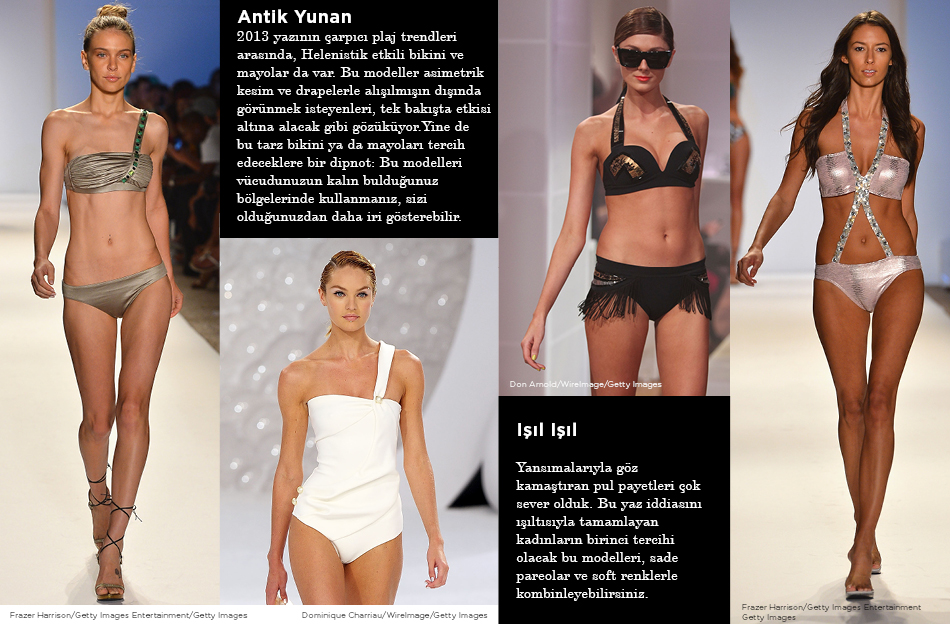 Antik Yunan
2013 yazının çarpıcı plaj trendleri
arasında, Helenistik etkili bikini ve
mayolar da var. Bu modeller asimetrik
kesim ve drapelerle alışılmışın dışında
görünmek isteyenleri, tek bakışta etkisi
altına alacak gibi gözüküyor.Yine de
bu tarz bikini ya da mayoları tercih
edeceklere bir dipnot: Bu modelleri
vücudunuzun kalın bulduğunuz
bölgelerinde kullanmanız, sizi
olduğunuzdan daha iri gösterebilir.
Don Arnold/WireImage/Getty Images
Işıl Işıl
Yansımalarıyla göz
kamaştıran pul payetleri çok
sever olduk. Bu yaz iddiasını
ışıltısıyla tamamlayan
kadınların birinci tercihi
olacak bu modelleri, sade
pareolar ve soft renklerle
kombinleyebilirsiniz.
Frazer Harrison/Getty Images Entertainment/Getty Images
Dominique Charriau/WireImage/Getty Images
Frazer Harrison/Getty Images Entertainment
Getty Images